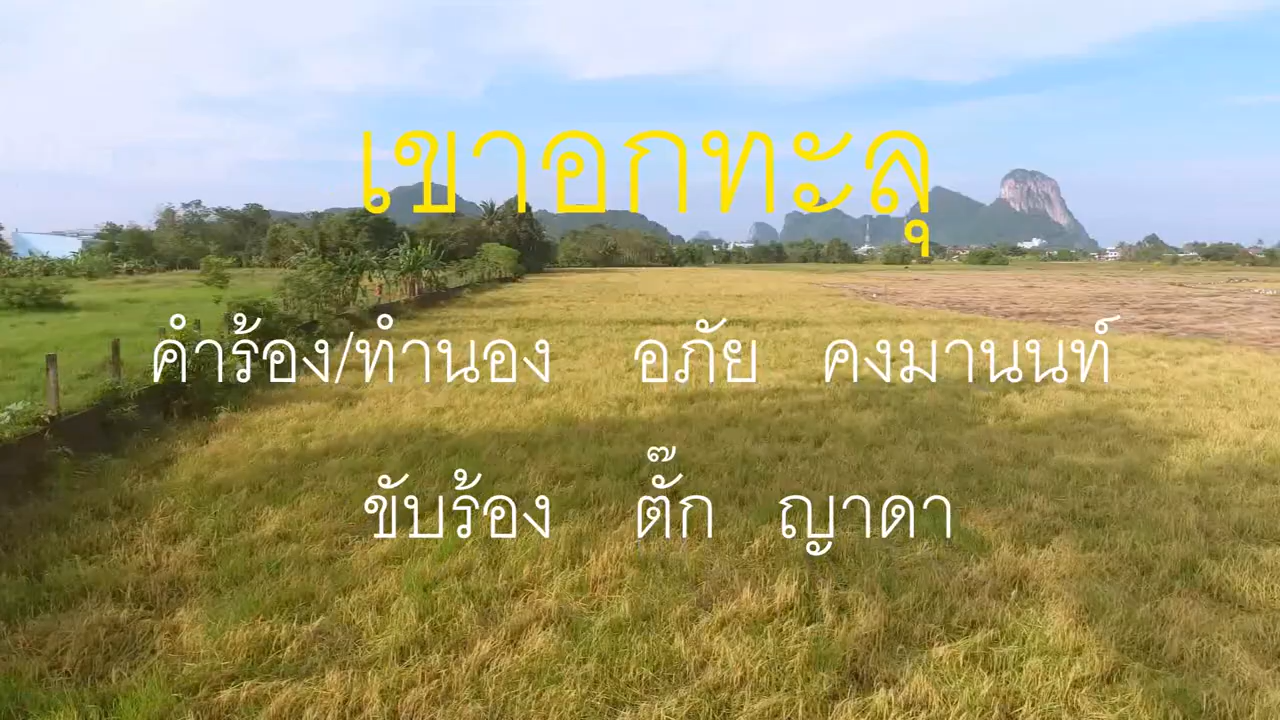 เขาอกทะลุ
คำร้อง/ทำนอง อภัย คงมานนท์
ขับร้อง ตั๊ก ญาดา